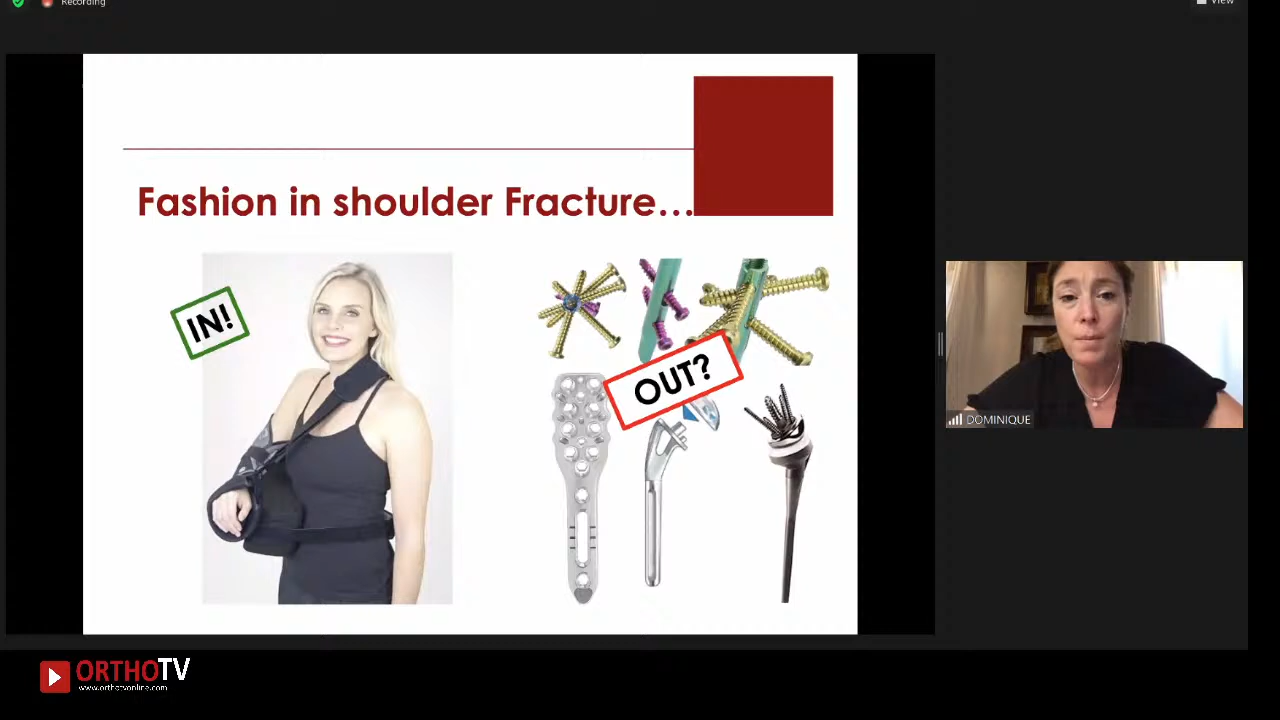 Recording
View
Fashion in shoulder Fracture...
IN!
OUT?
DOMINIQUE
ORTHOTV
www.orthotvonline.com